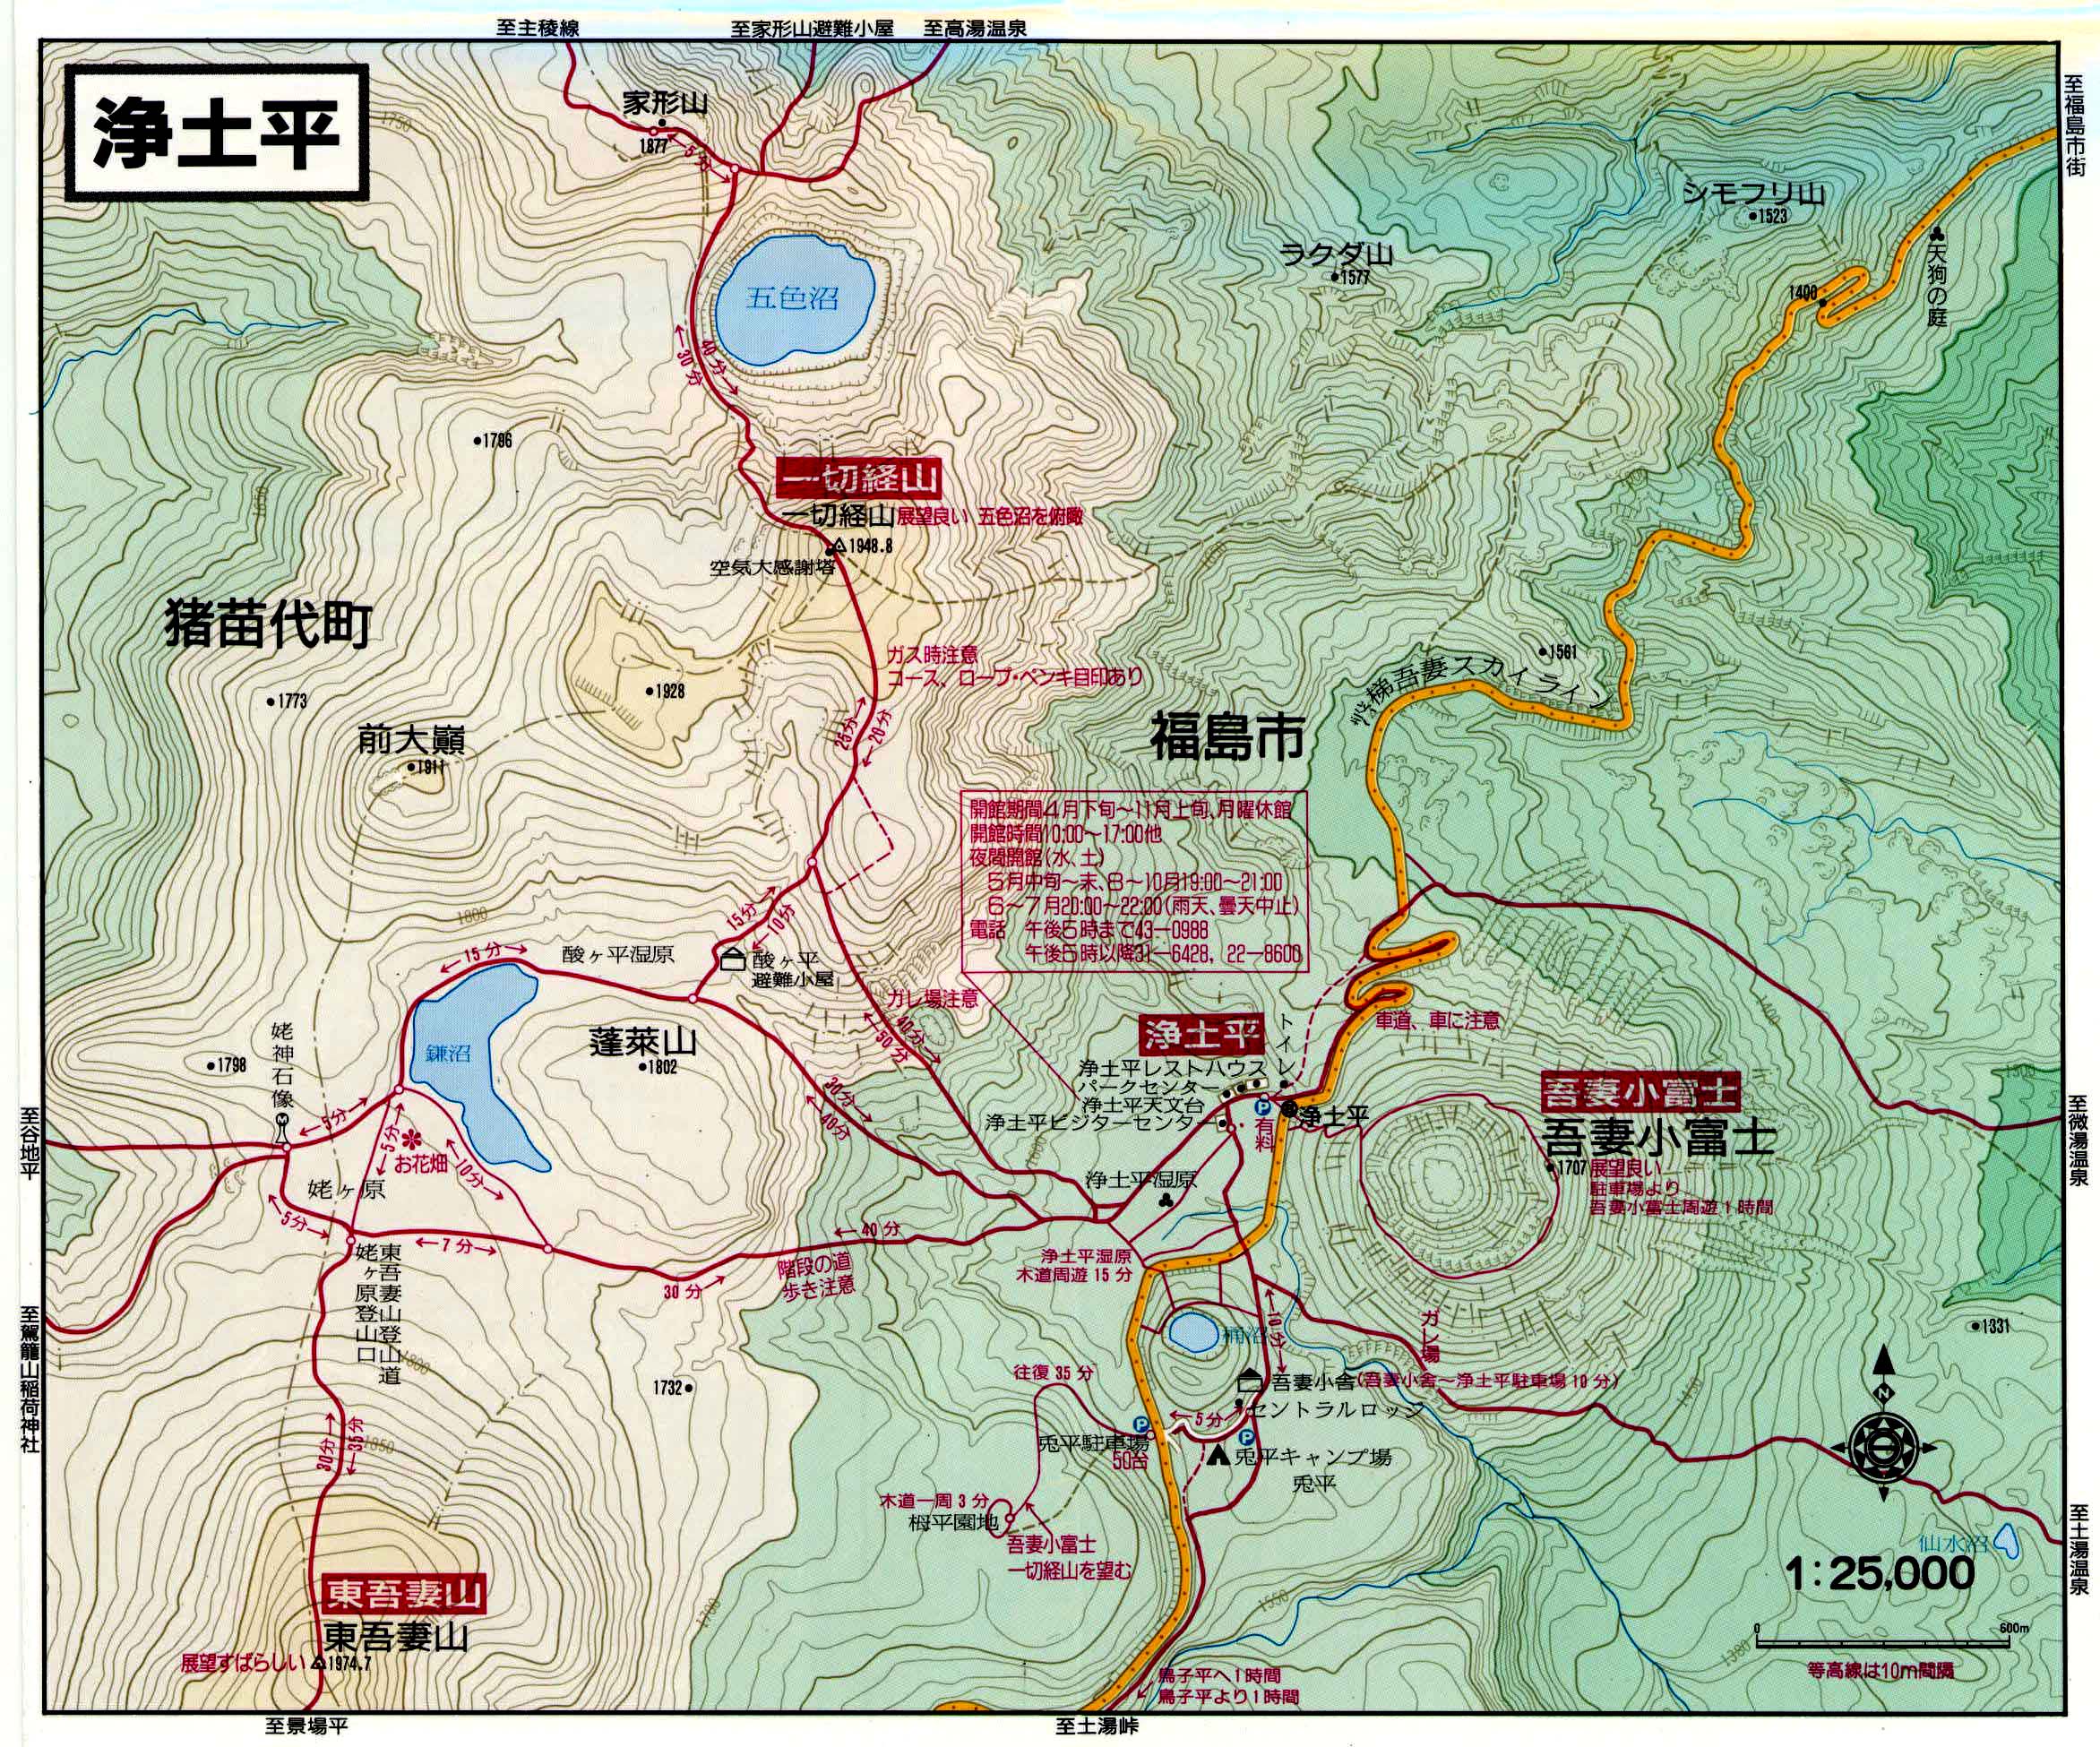 至主稜線
至家形山避難小屋
至高湯温泉
浄土平
至福島市街
家形山
1877
←5分→
1750
シモフリ山
1523
ラクダ山
1577
天狗の庭
1400
五色沼
←30分
40分→
1796
一切経山
一切経山 展望良い 五色沼を俯瞰
1948.8
空気大感謝塔
猪苗代町
1773
1928
前大巓
1911
ガス時注意
コース、ロープ・ペンキ目印あり
25分→
←20分
福島市
1561
磐梯吾妻スカイライン
開館期間4月下旬〜11月上旬、月曜休館
開館時間10:00〜17:00他
夜間開館(水、土)
5月中旬〜末、8〜10月19:00〜21:00
6〜7月20:00〜22:00(雨天、曇天中止)
電話 午後5時まで43—0988
午後5時以降31—6428, 22—8600
1800
←15分→
酸ヶ平湿原
15分→
←10分
酸ヶ平
避難小屋
ガレ場注意
40分→
←50分
1400
車道、車に注意
浄土平
トイレ
浄土平レストハウス
パークセンター
浄土平天文台
浄土平ビジターセンター
有料
浄土平
吾妻小富士
吾妻小富士
1707 展望良い
駐車場より
吾妻小富士周遊1時間
1300
至微湯温泉
姥神石像
1798
鎌沼
蓬莱山
1802
30分→
←40分
至谷地平
←5分→
←5分
お花畑
←10分→
姥ヶ原
←5分→
←7分→
浄土平湿原
←40分
浄土平湿原
木道周遊15分
階段の道
歩き注意
30分→
東吾妻山登山道
姥ヶ原登山口
至駕籠山稲荷神社
1800
1850
1732
桶沼
←10分→
ガレ場
1331
往復35分
吾妻小舎(吾妻小舎〜浄土平駐車場10分)
セントラルロッジ
←5分→
兎平駐車場
50台
兎平キャンプ場
兎平
30分→
←35分
木道一周3分
栂平園地
吾妻小富士
一切経山を望む
N
至土湯温泉
仙水沼
1:25,000
0
600m
等高線は10m間隔
1700
1550
1380
東吾妻山
東吾妻山
展望すばらしい
1974.7
鳥子平へ1時間
鳥子平より1時間
至景場平
至土湯峠